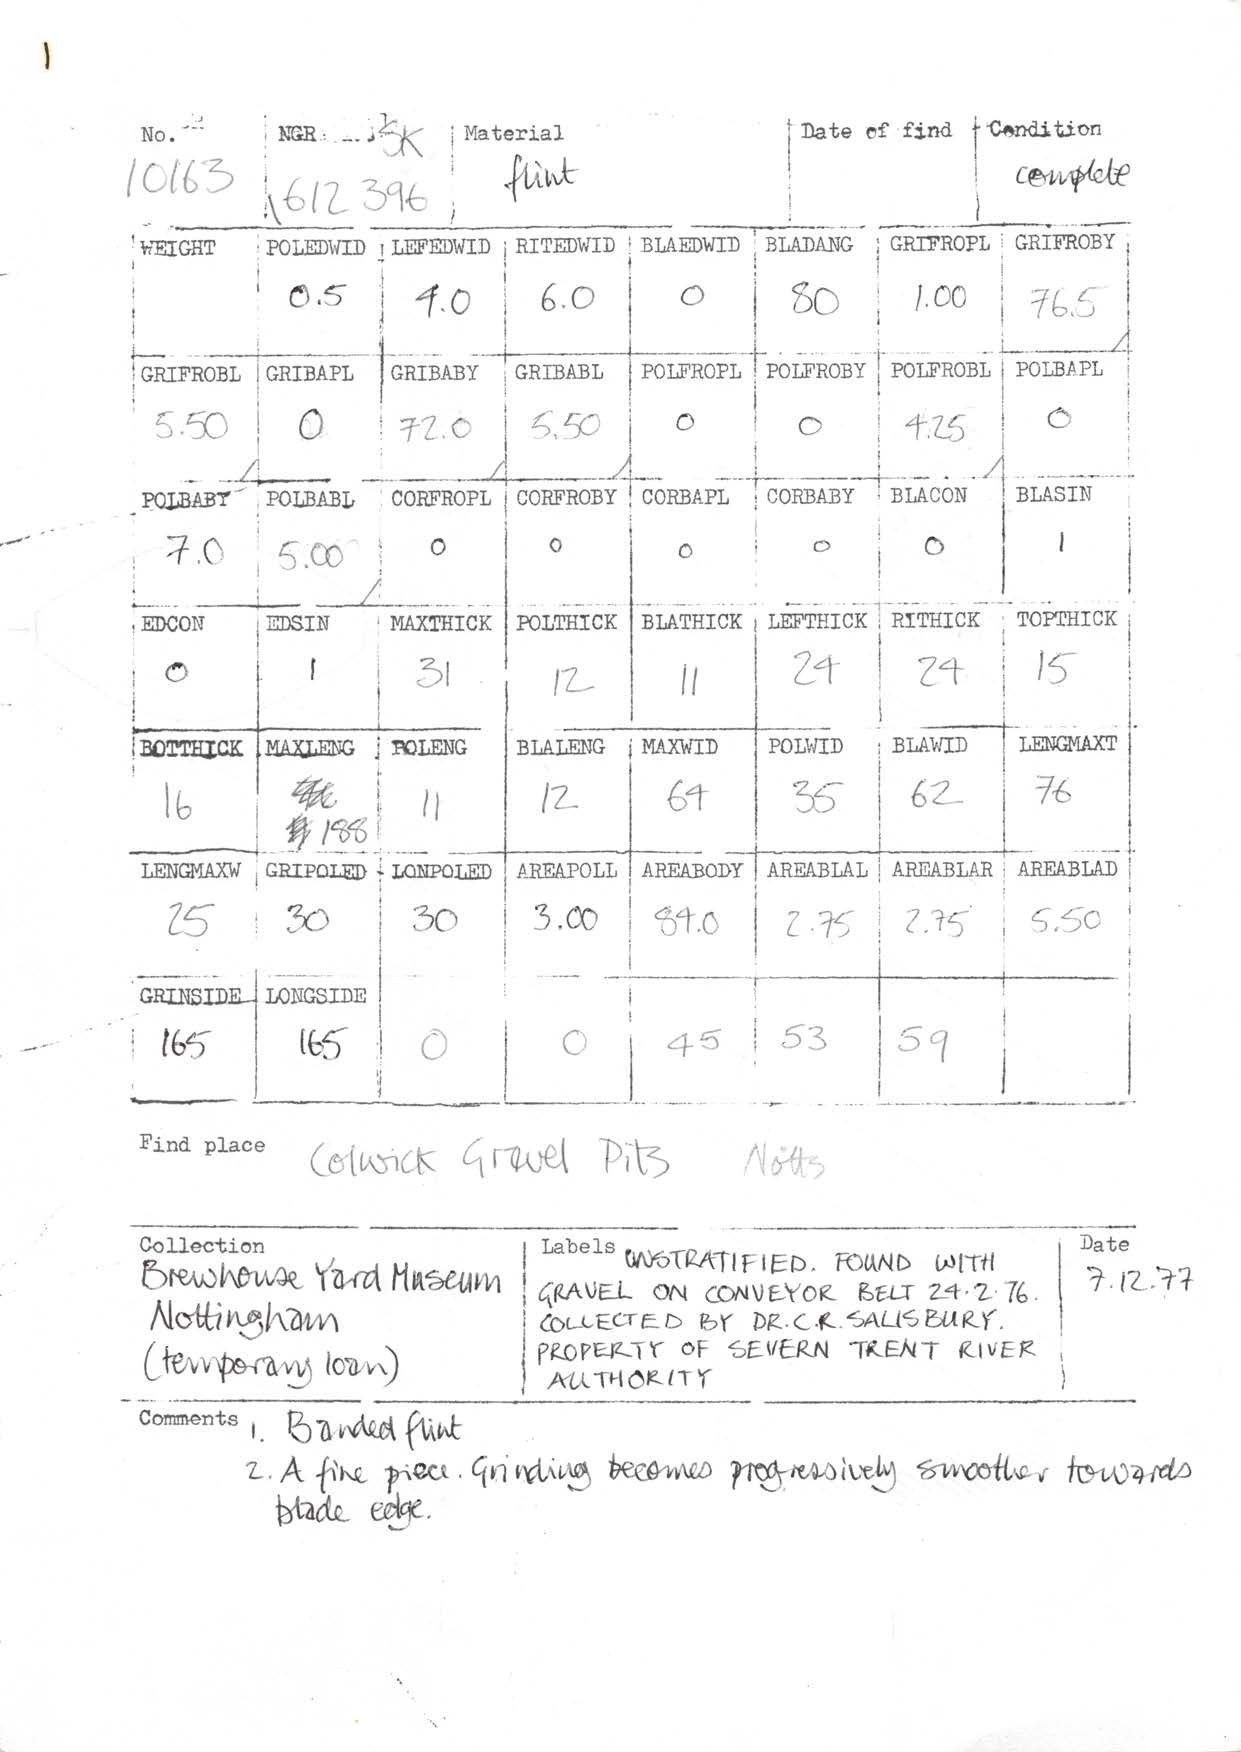 1
No. NGR SK Material Date of find Condition
10163 612 396 flint complete
WEIGHT POLEDWID LEFEDWID RITEDWID BLAEDWID BLADANG GRIFROPL GRIFROBY
0.5 4.0 6.0 0 80 1.00 76.5
GRIFROBL GRIBAPL GRIBABY GRIBABL POLFROPL POLFROBY POLFROBL POLBAPL
5.50 0 72.0 5.50 0 0 4.25 0
POLBABY POLBABL CORFROPL CORFROBY CORBAPL CORBABY BLACON BLASIN
7.0 5.00 0 0 0 0 0 1
EDCON EDSIN MAXTHICK POLTHICK BLATHICK LEFTHICK RITHICK TOPTHICK
0 1 31 12 11 24 24 15
BOTTHICK MAXLENG POLENG BLALENG MAXWID POLWID BLAWID LENGMAXT
16 188 11 12 64 35 62 76
LENGMAXW GRIPOLED LONPOLED AREAPOLL AREABODY AREABLAL AREABLAR AREABLAD
25 30 30 3.00 84.0 2.75 2.75 5.50
GRINSIDE LONGSIDE
165 165 0 0 45 53 59
Find place Colwick Gravel Pits Notts
Collection
Brewhouse Yard Museum
Nottingham
(temporary loan)
Labels UNSTRATIFIED. FOUND WITH
GRAVEL ON CONVEYOR BELT 24.2.76.
COLLECTED BY DR.C.R.SALISBURY.
PROPERTY OF SEVERN TRENT RIVER
AUTHORITY
Date
7.12.77
Comments 1. Banded flint
2. A fine piece. Grinding becomes progressively smoother towards
blade edge.